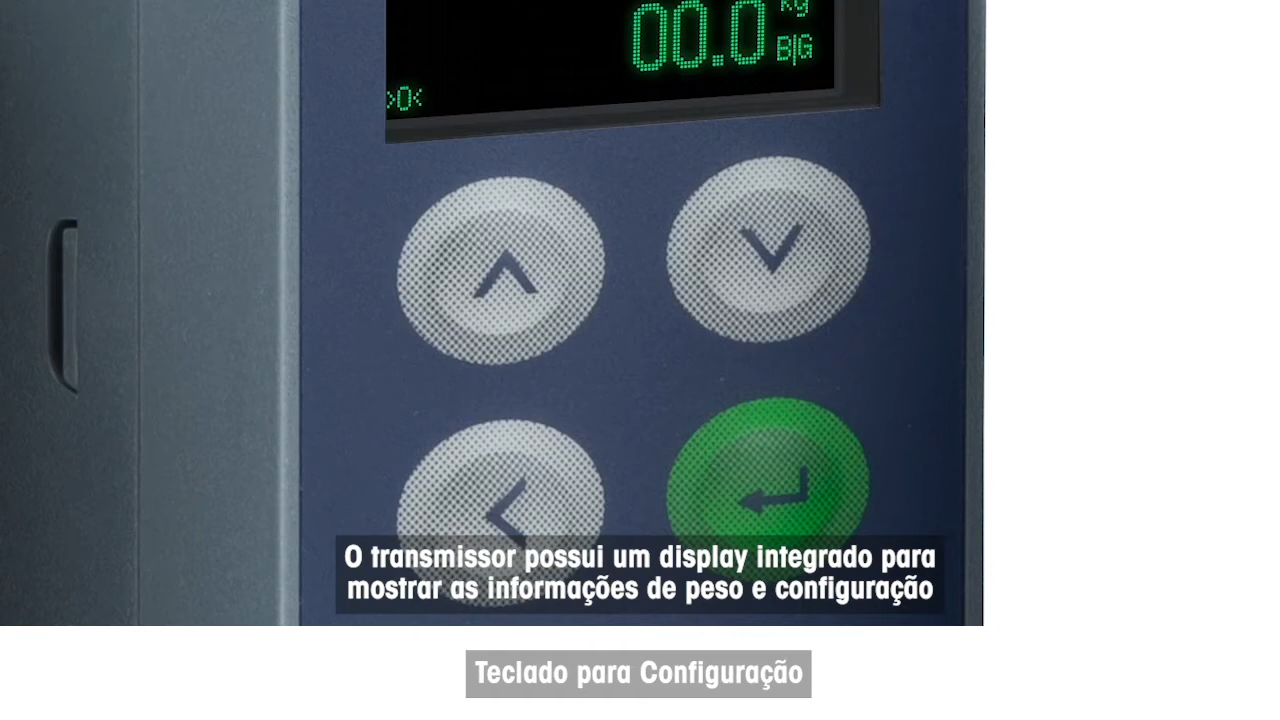 kg
00.0
B|G
>0<
O transmissor possui um display integrado para
mostrar as informações de peso e configuração
Teclado para Configuração